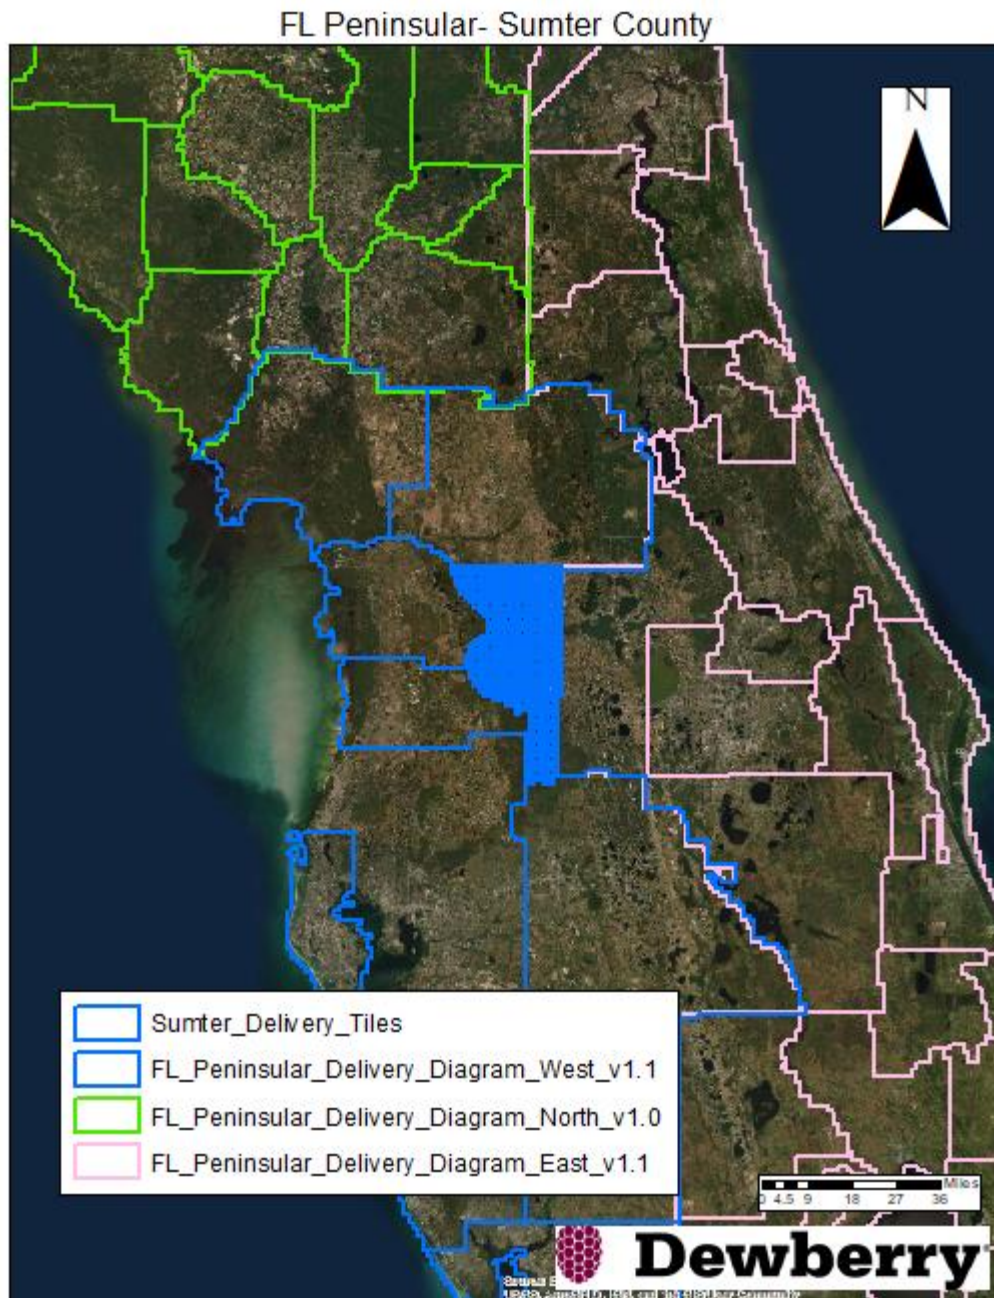 FL Peninsular- Sumter County
N
Sumter_Delivery_Tiles
FL_Peninsular_Delivery_Diagram_West_v1.1
FL_Peninsular_Delivery_Diagram_North_v1.0
FL_Peninsular_Delivery_Diagram_East_v1.1
Miles
0 4.5 9 18 27 36
Dewberry